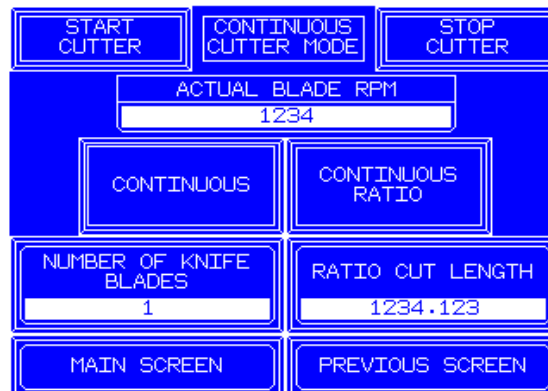 START
CUTTER
CONTINUOUS
CUTTER MODE
STOP
CUTTER
ACTUAL BLADE RPM
1234
CONTINUOUS
CONTINUOUS
RATIO
NUMBER OF KNIFE
BLADES
1
RATIO CUT LENGTH
1234.123
MAIN SCREEN
PREVIOUS SCREEN